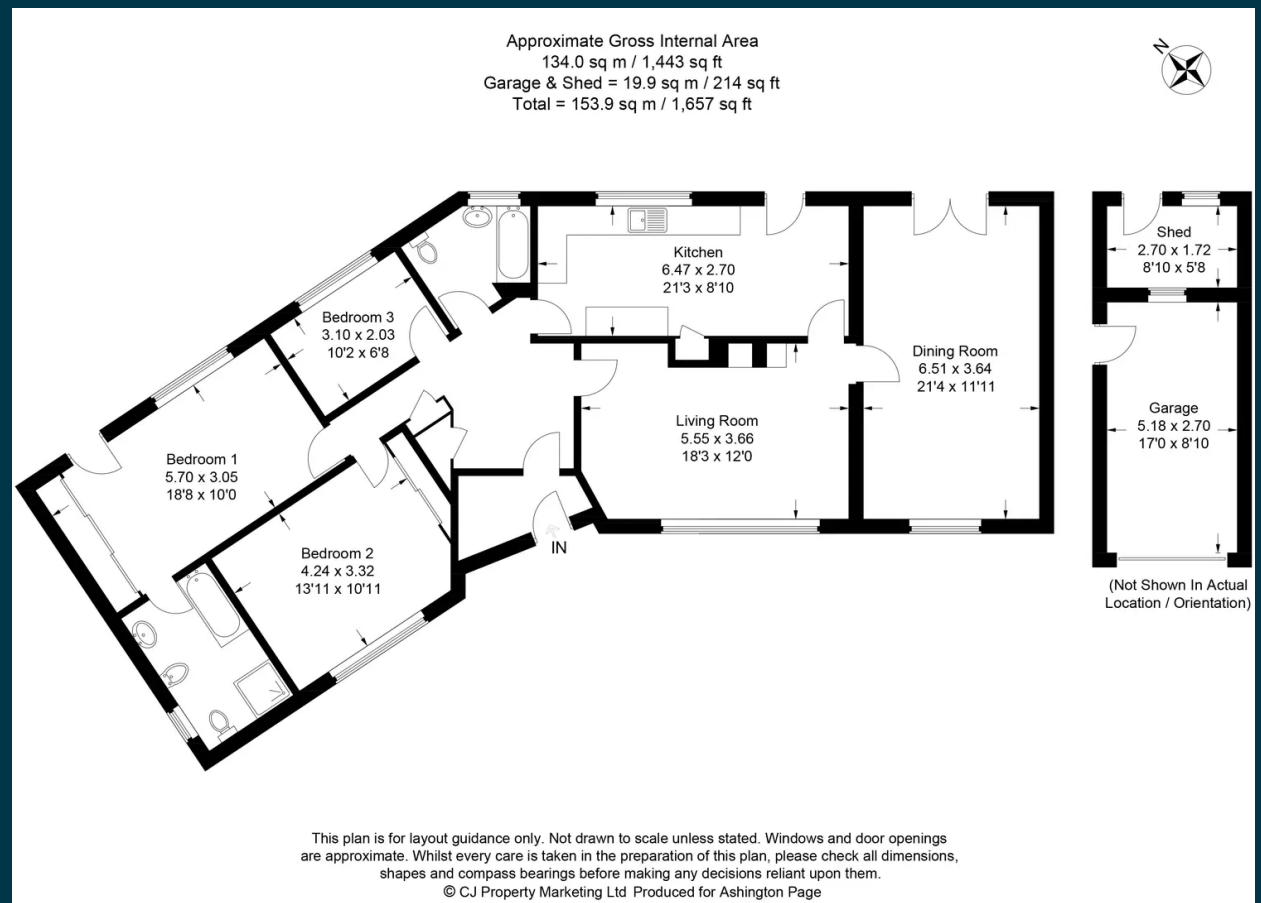 Approximate Gross Internal Area
134.0 sq m / 1,443 sq ft
Garage & Shed = 19.9 sq m / 214 sq ft
Total = 153.9 sq m / 1,657 sq ft
N
Shed
2.70 x 1.72
8'10 x 5'8
Kitchen
6.47 x 2.70
21'3 x 8'10
Bedroom 3
3.10 x 2.03
10'2 x 6'8
Dining Room
6.51 x 3.64
21'4 x 11'11
Living Room
5.55 x 3.66
18'3 x 12'0
Garage
5.18 x 2.70
17'0 x 8'10
Bedroom 1
5.70 x 3.05
18'8 x 10'0
Bedroom 2
4.24 x 3.32
13'11 x 10'11
IN
(Not Shown In Actual
Location / Orientation)
This plan is for layout guidance only. Not drawn to scale unless stated. Windows and door openings
are approximate. Whilst every care is taken in the preparation of this plan, please check all dimensions,
shapes and compass bearings before making any decisions reliant upon them.
© CJ Property Marketing Ltd Produced for Ashington Page